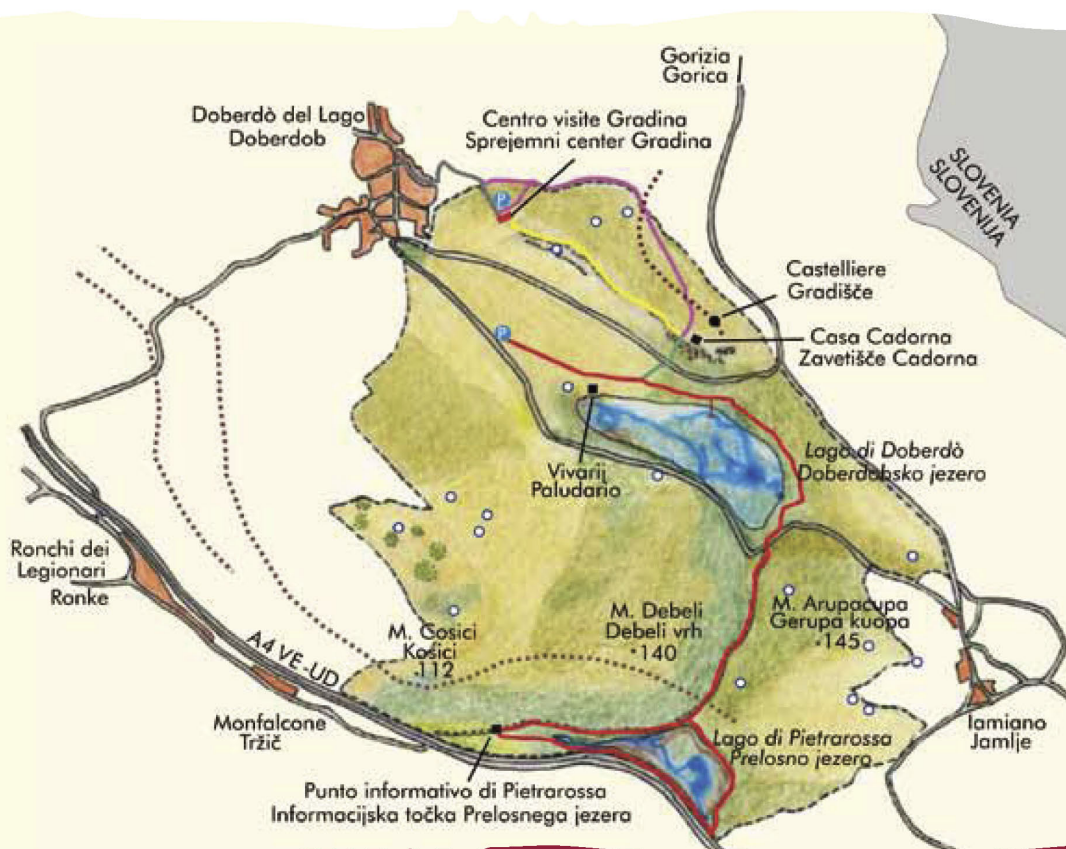 Gorizia
Gorica
Doberdò del Lago
Doberdob
Centro visite Gradina
Sprejemni center Gradina
SLOVENIA
SLOVENIJA
P
Castelliere
Gradišče
Casa Cadorna
Zavetišče Cadorna
P
Lago di Doberdò
Doberdobsko jezero
Vivarij
Paludario
Ronchi dei
Legionari
Ronke
M. Cosici
Kosici
·112
M. Debeli
Debeli vrh
·140
M. Arupacupa
Gerupa kuopa
·145
A4 VE-UD
Monfalcone
Tržič
Lago di Pietrarossa
Prelosno jezero
Iamiano
Jamlje
Punto informativo di Pietrarossa
Informacijska točka Prelosnega jezera